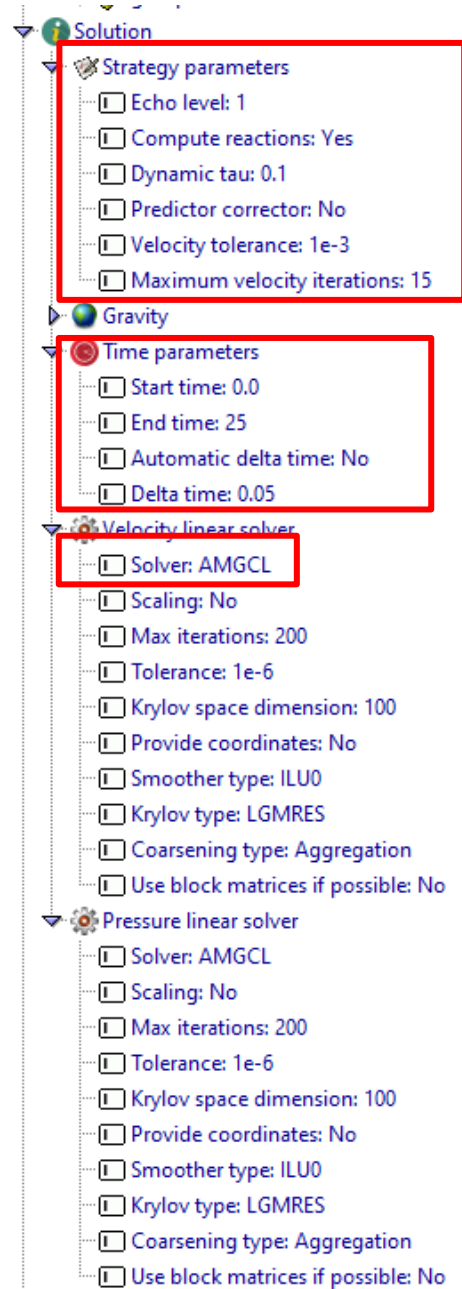 Solution
Strategy parameters
Echo level: 1
Compute reactions: Yes
Dynamic tau: 0.1
Predictor corrector: No
Velocity tolerance: 1e-3
Maximum velocity iterations: 15
Gravity
Time parameters
Start time: 0.0
End time: 25
Automatic delta time: No
Delta time: 0.05
Velocity linear solver
Solver: AMGCL
Scaling: No
Max iterations: 200
Tolerance: 1e-6
Krylov space dimension: 100
Provide coordinates: No
Smoother type: ILU0
Krylov type: LGMRES
Coarsening type: Aggregation
Use block matrices if possible: No
Pressure linear solver
Solver: AMGCL
Scaling: No
Max iterations: 200
Tolerance: 1e-6
Krylov space dimension: 100
Provide coordinates: No
Smoother type: ILU0
Krylov type: LGMRES
Coarsening type: Aggregation
Use block matrices if possible: No